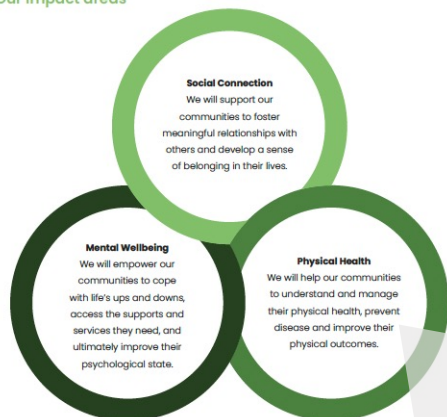 Our impact areas
Social Connection
We will support our
communities to foster
meaningful relationships with
others and develop a sense
of belonging in their lives.
Mental Wellbeing
We will empower our
communities to cope
with life's ups and downs,
access the supports and
services they need, and
ultimately improve their
psychological state.
Physical Health
We will help our communities
to understand and manage
their physical health, prevent
disease and improve their
physical outcomes.